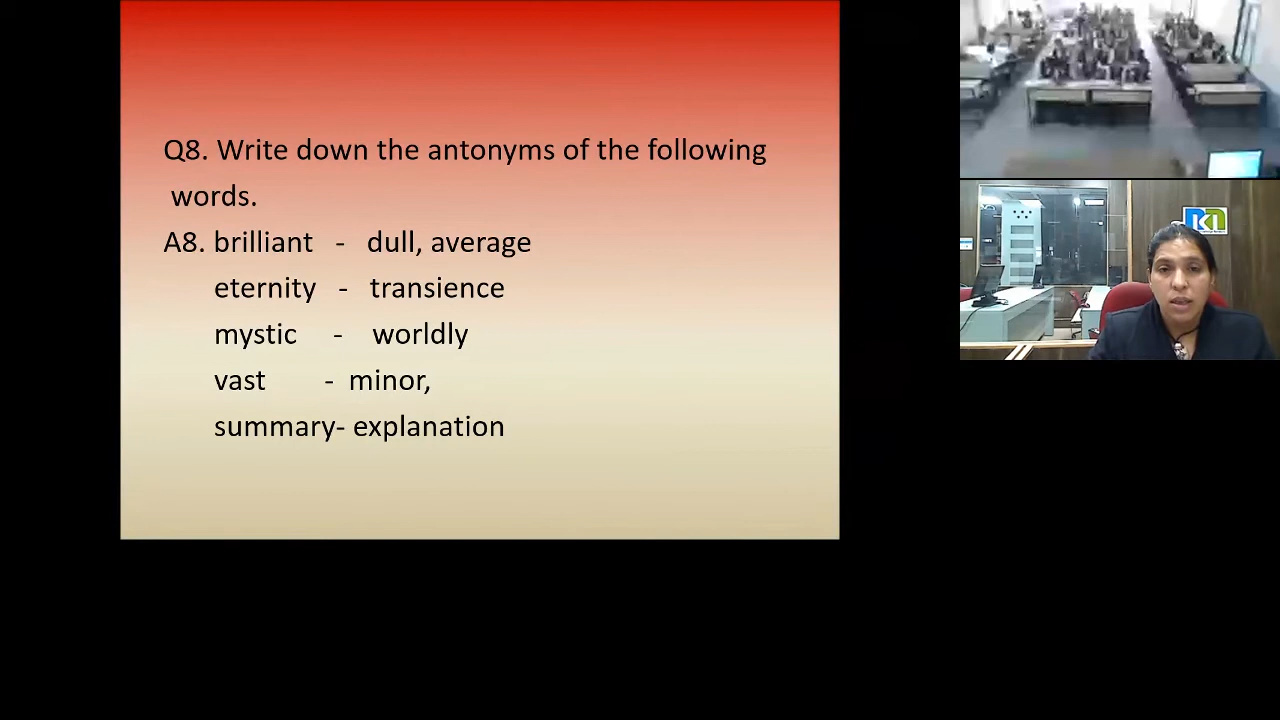 Q8. Write down the antonyms of the following
words.
A8. brilliant - dull, average
eternity - transience
mystic - worldly
vast - minor,
summary- explanation